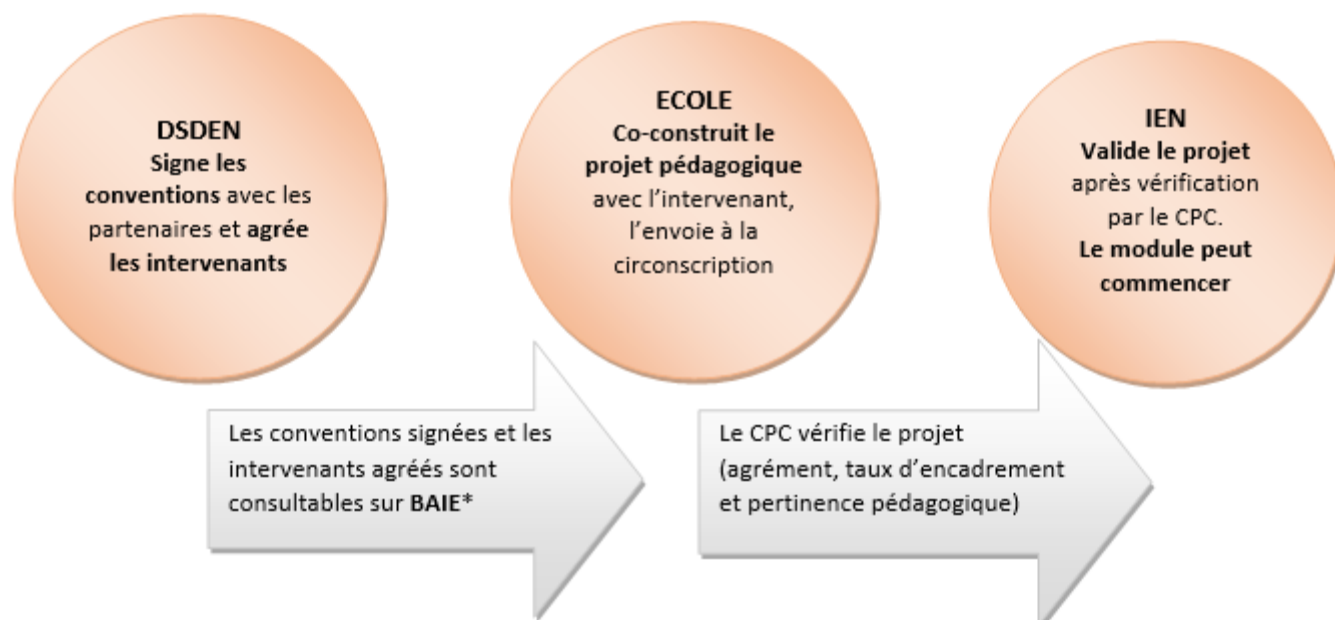 DSDEN
Signe les
conventions avec les
partenaires et agrée
les intervenants
ECOLE
Co-construit le
projet pédagogique
avec l’intervenant,
l’envoie à la
circonscription
IEN
Valide le projet
après vérification
par le CPC.
Le module peut
commencer
Les conventions signées et les
intervenants agréés sont
consultables sur BAIE*
Le CPC vérifie le projet
(agrément, taux d’encadrement
et pertinence pédagogique)